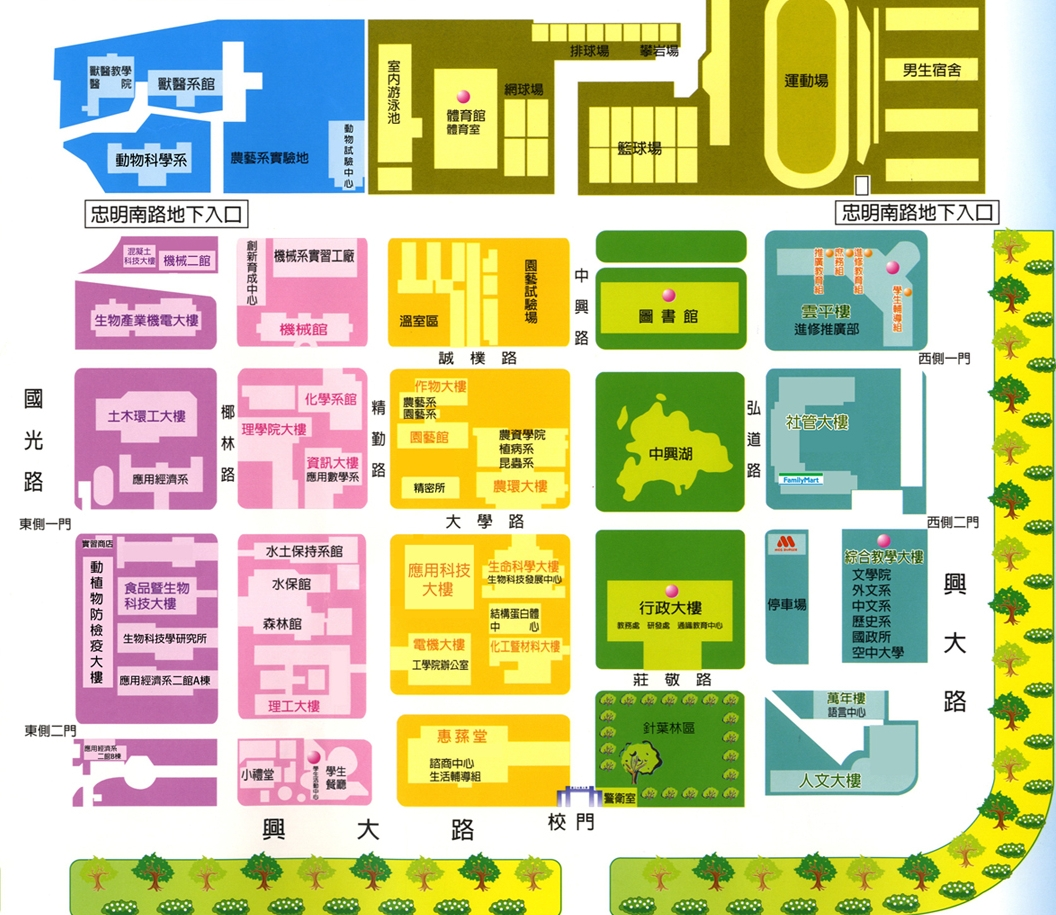 排球場
攀岩場
獸醫教學
醫院
獸醫系館
室內游泳池
網球場
運動場
男生宿舍
體育館
體育室
動物試驗中心
籃球場
動物科學系
農藝系實驗地
忠明南路地下入口
忠明南路地下入口
混凝土
科技大樓
機械二館
創新育成中心
機械系實習工廠
園藝試驗場
中興路
推廣教育組
庶務組
進修教育組
學生輔導組
生物產業機電大樓
機械館
溫室區
圖書館
雲平樓
進修推廣部
誠樸路
西側一門
國光路
椰林路
精勤路
弘道路
土木環工大樓
應用經濟系
化學系館
理學院大樓
資訊大樓
應用數學系
作物大樓
農藝系
園藝系
園藝館
農資學院
植病系
昆蟲系
精密所
農環大樓
中興湖
社管大樓
FamilyMart
東側一門
大學路
西側二門
實習商店
動植物防檢疫大樓
食品暨生物
科技大樓
生物科技學研究所
應用經濟系二館A棟
水土保持系館
水保館
森林館
理工大樓
應用科技
大樓
生命科學大樓
生物科技發展中心
結構蛋白體
中心
電機大樓
工學院辦公室
化工暨材料大樓
行政大樓
教務處 研發處 通識教育中心
MOS BURGER
停車場
綜合教學大樓
文學院
外文系
中文系
歷史系
國政所
空中大學
興大路
莊敬路
東側二門
應用經濟系
二館B棟
小禮堂
學生活動中心
學生
餐廳
惠蓀堂
諮商中心
生活輔導組
針葉林區
警衛室
萬年樓
語言中心
人文大樓
興大路
校門